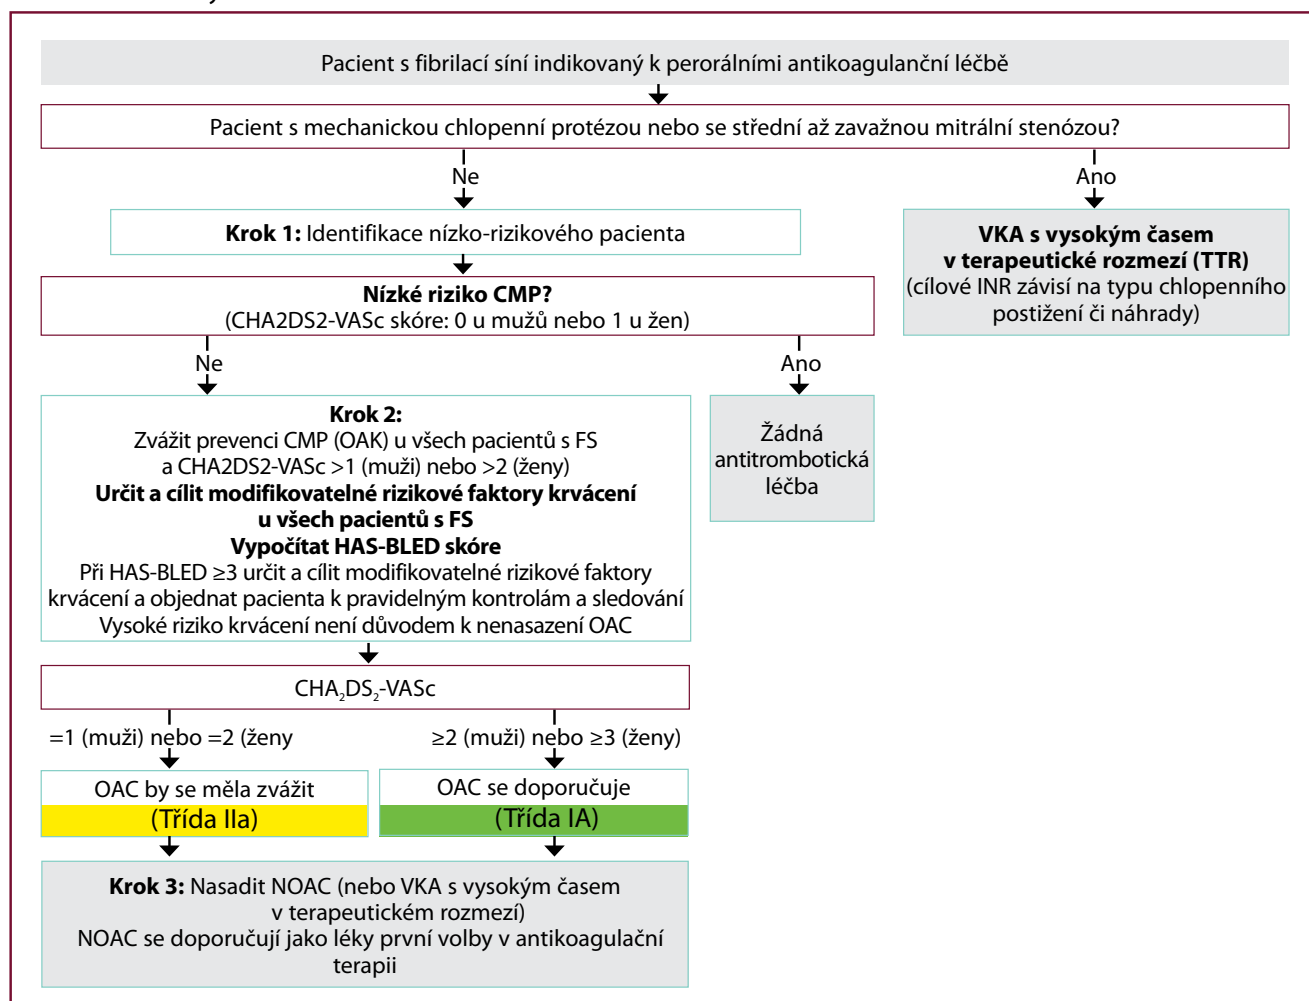 Pacient s fibrilací síní indikovaný k perorálními antikoagulanční léčbě
Pacient s mechanickou chlopenní protézou nebo se střední až zavažnou mitrální stenózou?
Ne
Ano
Krok 1: Identifikace nízko-rizikového pacienta
VKA s vysokým časem
v terapeutické rozmezí (TTR)
(cílové INR závisí na typu chlopenního
postižení či náhrady)
Nízké riziko CMP?
(CHA2DS2-VASc skóre: 0 u mužů nebo 1 u žen)
Ne
Ano
Krok 2:
Zvážit prevenci CMP (OAK) u všech pacientů s FS
a CHA2DS2-VASc >1 (muži) nebo >2 (ženy)
Určit a cílit modifikovatelné rizikové faktory krvácení
u všech pacientů s FS
Vypočítat HAS-BLED skóre
Při HAS-BLED ≥3 určit a cílit modifikovatelné rizikové faktory
krvácení a objednat pacienta k pravidelným kontrolám a sledování
Vysoké riziko krvácení není důvodem k nenasazení OAC
Žádná
antitrombotická
léčba
CHA₂DS₂-VASc
=1 (muži) nebo =2 (ženy
≥2 (muži) nebo ≥3 (ženy)
OAC by se měla zvážit
(Třída IIa)
OAC se doporučuje
(Třída IA)
Krok 3: Nasadit NOAC (nebo VKA s vysokým časem
v terapeutickém rozmezí)
NOAC se doporučují jako léky první volby v antikoagulační
terapii